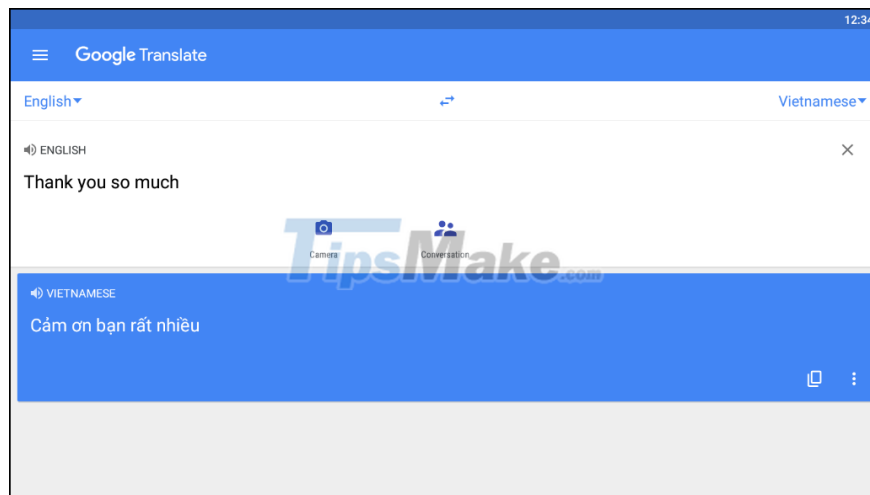 12:34
Google Translate
English
Vietnamese
ENGLISH
Thank you so much
Camera
Conversation
TipsMake.com
VIETNAMESE
Cảm ơn bạn rất nhiều